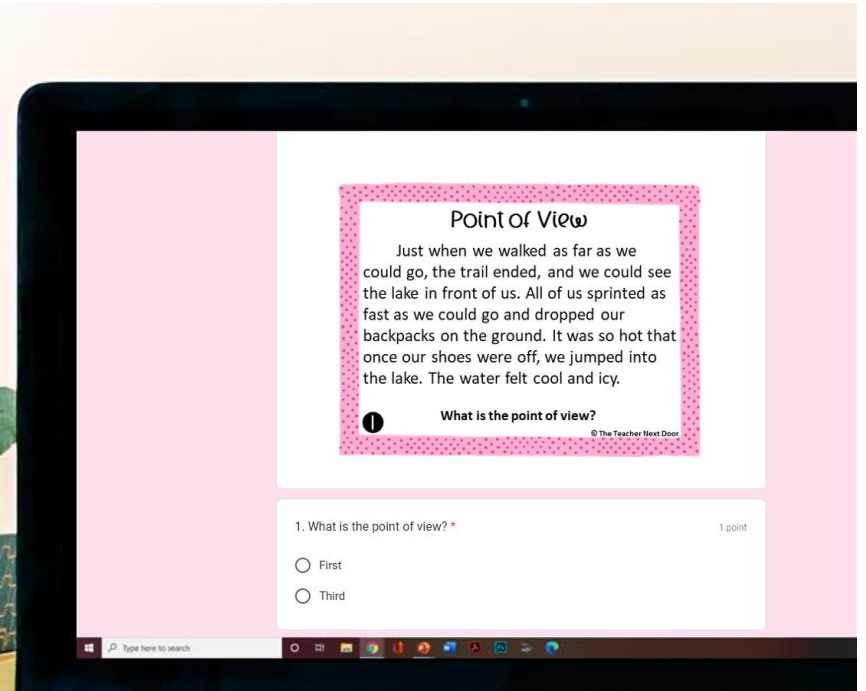 Point of View
Just when we walked as far as we
could go, the trail ended, and we could see
the lake in front of us. All of us sprinted as
fast as we could go and dropped our
backpacks on the ground. It was so hot that
once our shoes were off, we jumped into
the lake. The water felt cool and icy.
1
What is the point of view?
© The Teacher Next Door
1. What is the point of view? *
1 point
First
Third
Type here to search